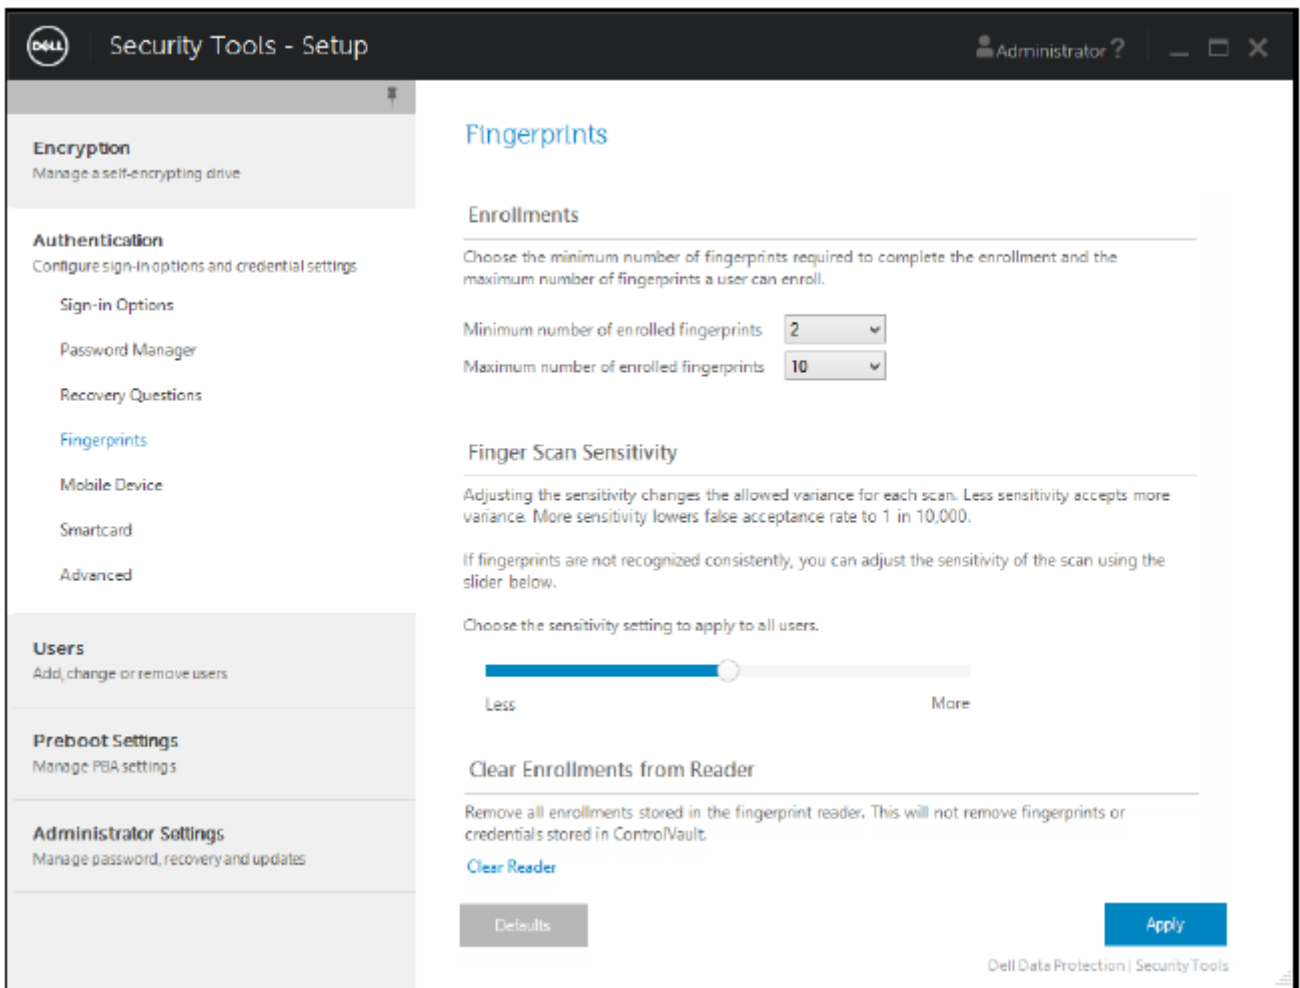 DELL
Security Tools - Setup
Administrator ?
Encryption
Manage a self-encrypting drive
Authentication
Configure sign-in options and credential settings
Sign-in Options
Password Manager
Recovery Questions
Fingerprints
Mobile Device
Smartcard
Advanced
Users
Add, change or remove users
Preboot Settings
Manage PBA settings
Administrator Settings
Manage password, recovery and updates
Fingerprints
Enrollments
Choose the minimum number of fingerprints required to complete the enrollment and the
maximum number of fingerprints a user can enroll.
Minimum number of enrolled fingerprints 2
Maximum number of enrolled fingerprints 10
Finger Scan Sensitivity
Adjusting the sensitivity changes the allowed variance for each scan. Less sensitivity accepts more
variance. More sensitivity lowers false acceptance rate to 1 in 10,000.
If fingerprints are not recognized consistently, you can adjust the sensitivity of the scan using the
slider below.
Choose the sensitivity setting to apply to all users.
Less More
Clear Enrollments from Reader
Remove all enrollments stored in the fingerprint reader. This will not remove fingerprints or
credentials stored in ControlVault.
Clear Reader
Defaults Apply
Dell Data Protection | Security Tools